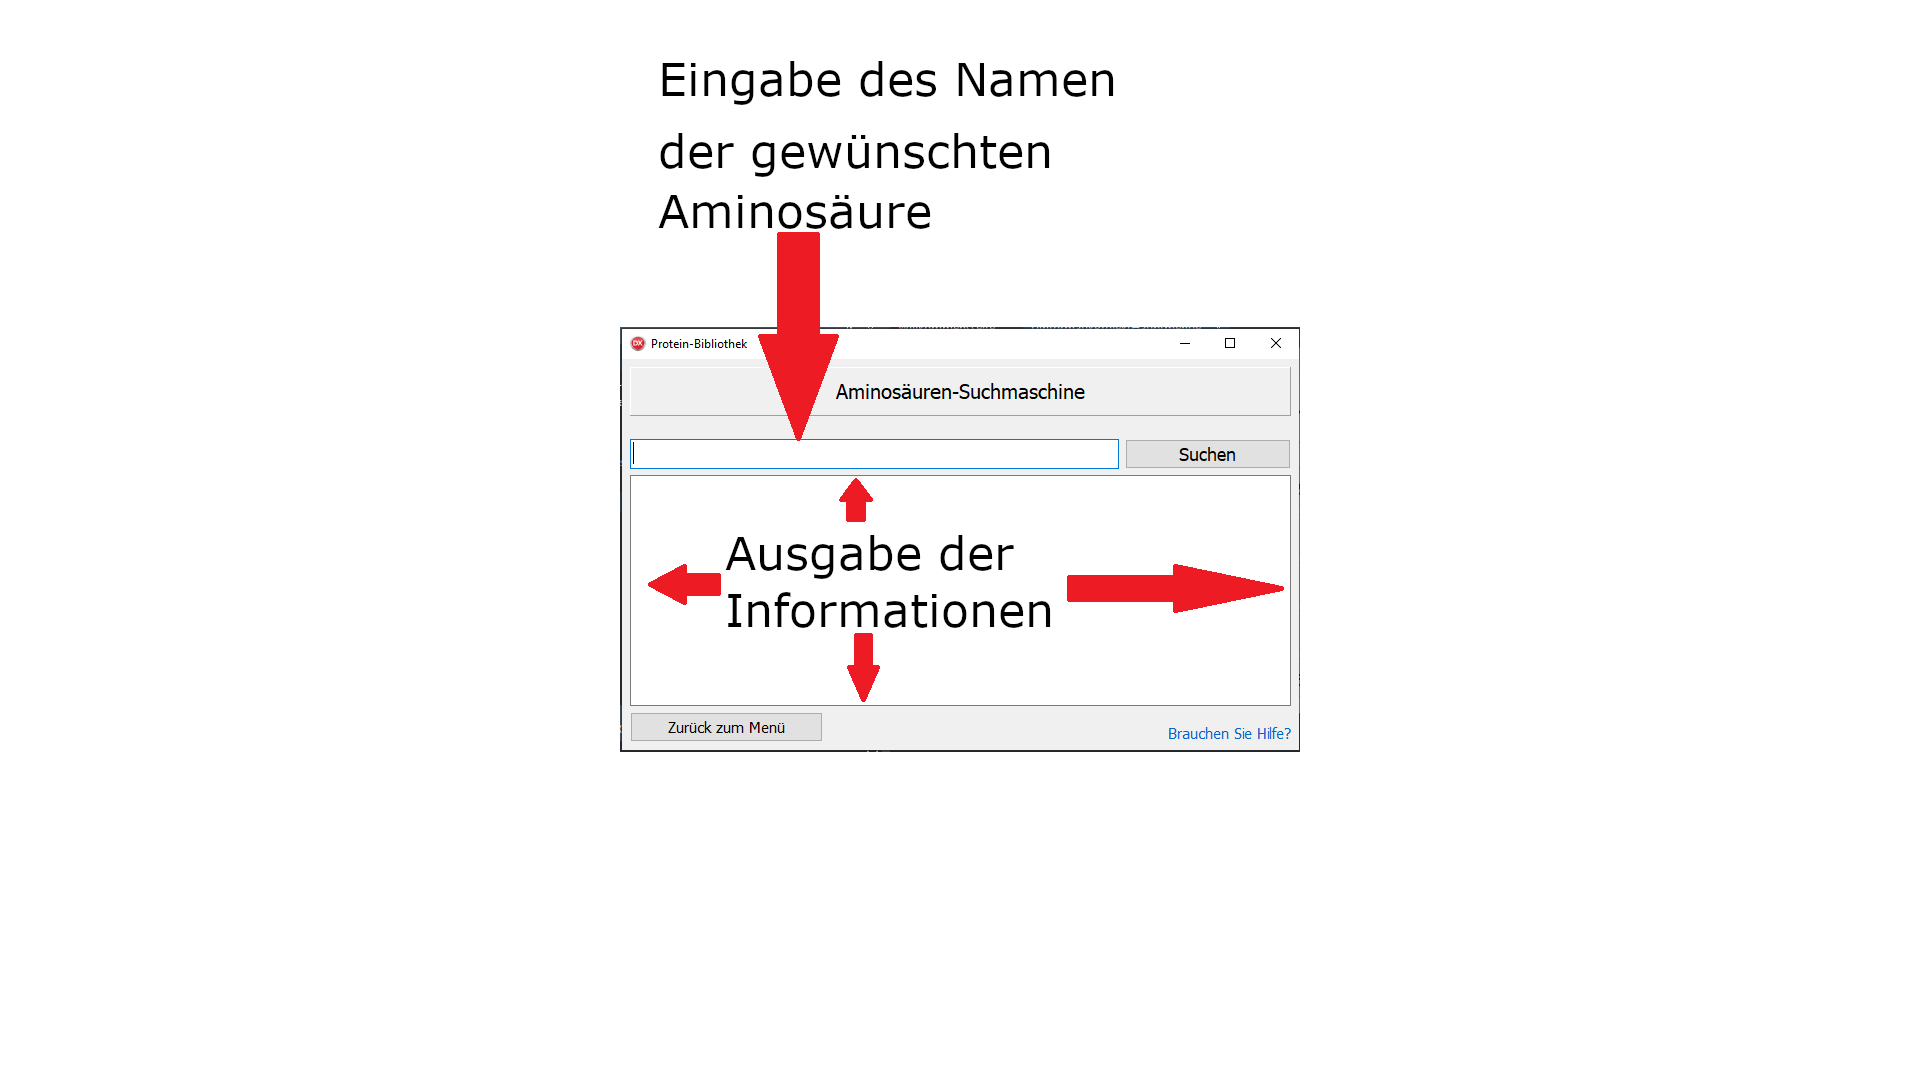 Eingabe des Namen
der gewünschten
Aminosäure
DX Protein-Bibliothek
Aminosäuren-Suchmaschine
Suchen
Ausgabe der
Informationen
Zurück zum Menü
Brauchen Sie Hilfe?